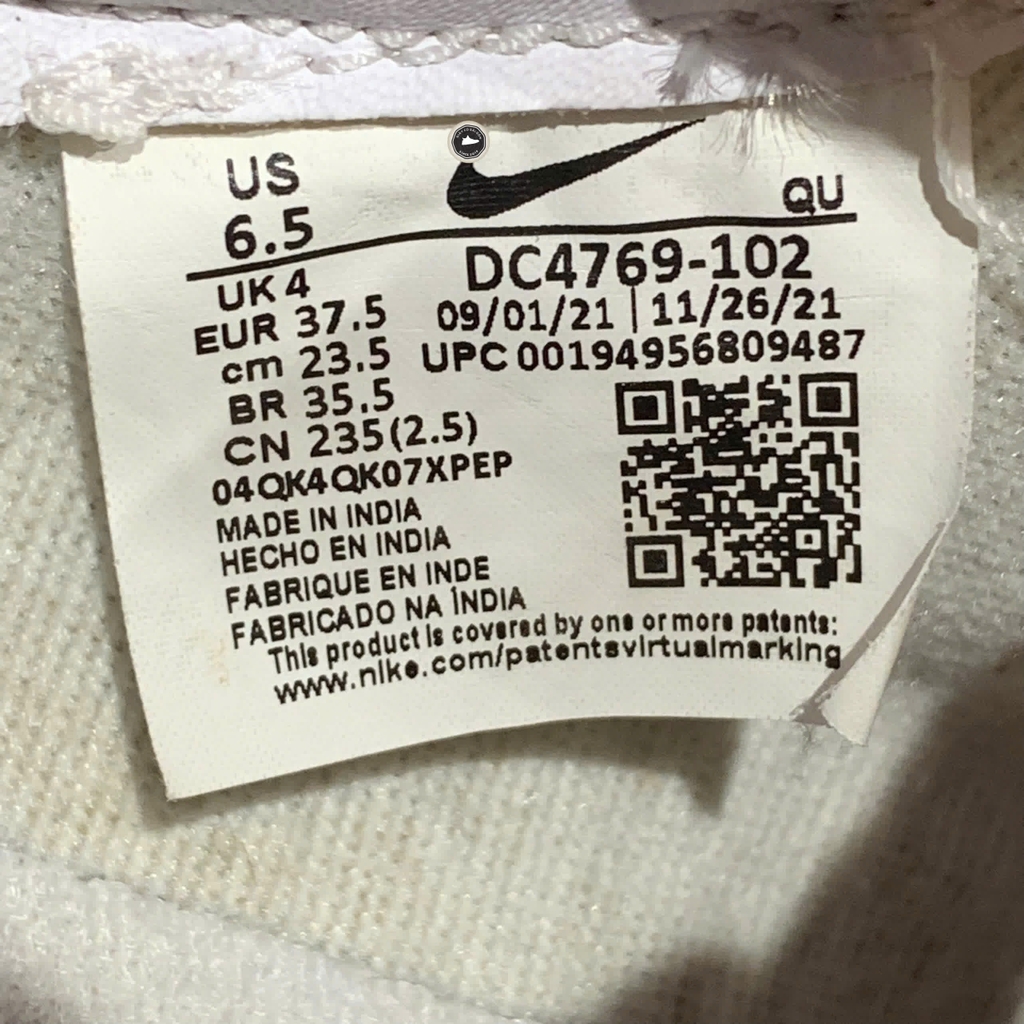 US
6.5
QU
UK 4
EUR 37.5
cm 23.5
BR 35.5
CN 235(2.5)
DC4769-102
09/01/21 | 11/26/21
UPC 00194956809487
04QK4QK07XPEP
MADE IN INDIA
HECHO EN INDIA
FABRIQUE EN INDE
FABRICADO NA ÍNDIA
This product is covered by one or more patents:
www.nike.com/patentsvirtualmarking